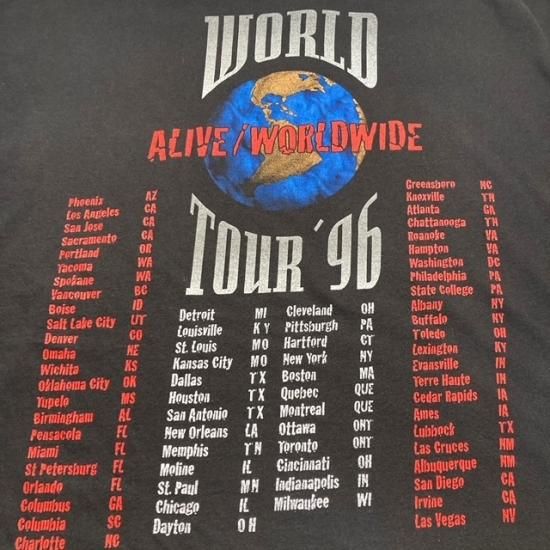 WORLD
ALIVE/WORLDWIDE
TOUR '96
Phoenix AZ
Los Angeles CA
San Jose CA
Sacramento CA
Portland OR
Tacoma WA
Spokane WA
Vancouver BC
Boise ID
Salt Lake City UT
Denver CO
Omaha NE
Wichita KS
Oklahoma City OK
Tupelo MS
Birmingham AL
Pensacola FL
Miami FL
St Petersburg FL
Orlando FL
Columbus GA
Columbia SC
Charlotte NC
Detroit MI
Louisville KY
St. Louis MO
Kansas City MO
Dallas TX
Houston TX
San Antonio TX
New Orleans LA
Memphis TN
Moline IL
St. Paul MN
Chicago IL
Dayton OH
Cleveland OH
Pittsburgh PA
Hartford CT
New York NY
Boston MA
Quebec QUE
Montreal QUE
Ottawa ONT
Toronto ONT
Cincinnati OH
Indianapolis IN
Milwaukee WI
Greensboro NC
Knoxville TN
Atlanta GA
Chattanooga TN
Roanoke VA
Hampton VA
Washington DC
Philadelphia PA
State College PA
Albany NY
Buffalo NY
Toledo OH
Lexington KY
Evansville IN
Terre Haute IN
Cedar Rapids IA
Ames IA
Lubbock TX
Las Cruces NM
Albuquerque NM
San Diego CA
Irvine CA
Las Vegas NV